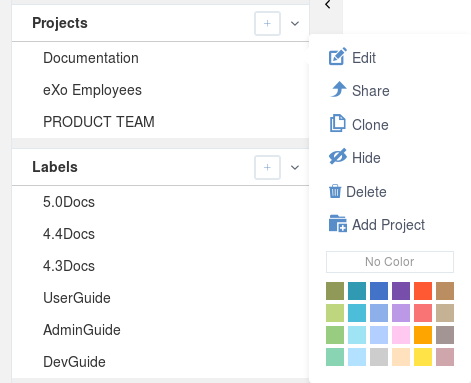 Projects
Documentation
eXo Employees
PRODUCT TEAM
Labels
5.0Docs
4.4Docs
4.3Docs
UserGuide
AdminGuide
DevGuide
Edit
Share
Clone
Hide
Delete
Add Project
No Color